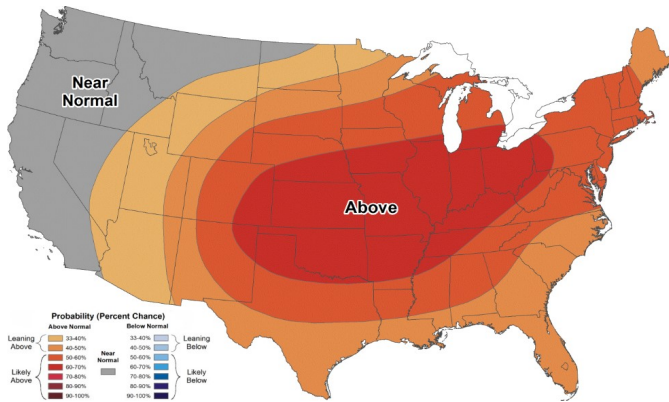 Near
Normal
Above
Probability (Percent Chance)
Above Normal
Below Normal
Leaning
Above
33-40%
40-50%
Likely
Above
50-60%
60-70%
70-80%
80-90%
90-100%
Near
Normal
33-40%
40-50%
Leaning
Below
50-60%
60-70%
70-80%
80-90%
90-100%
Likely
Below